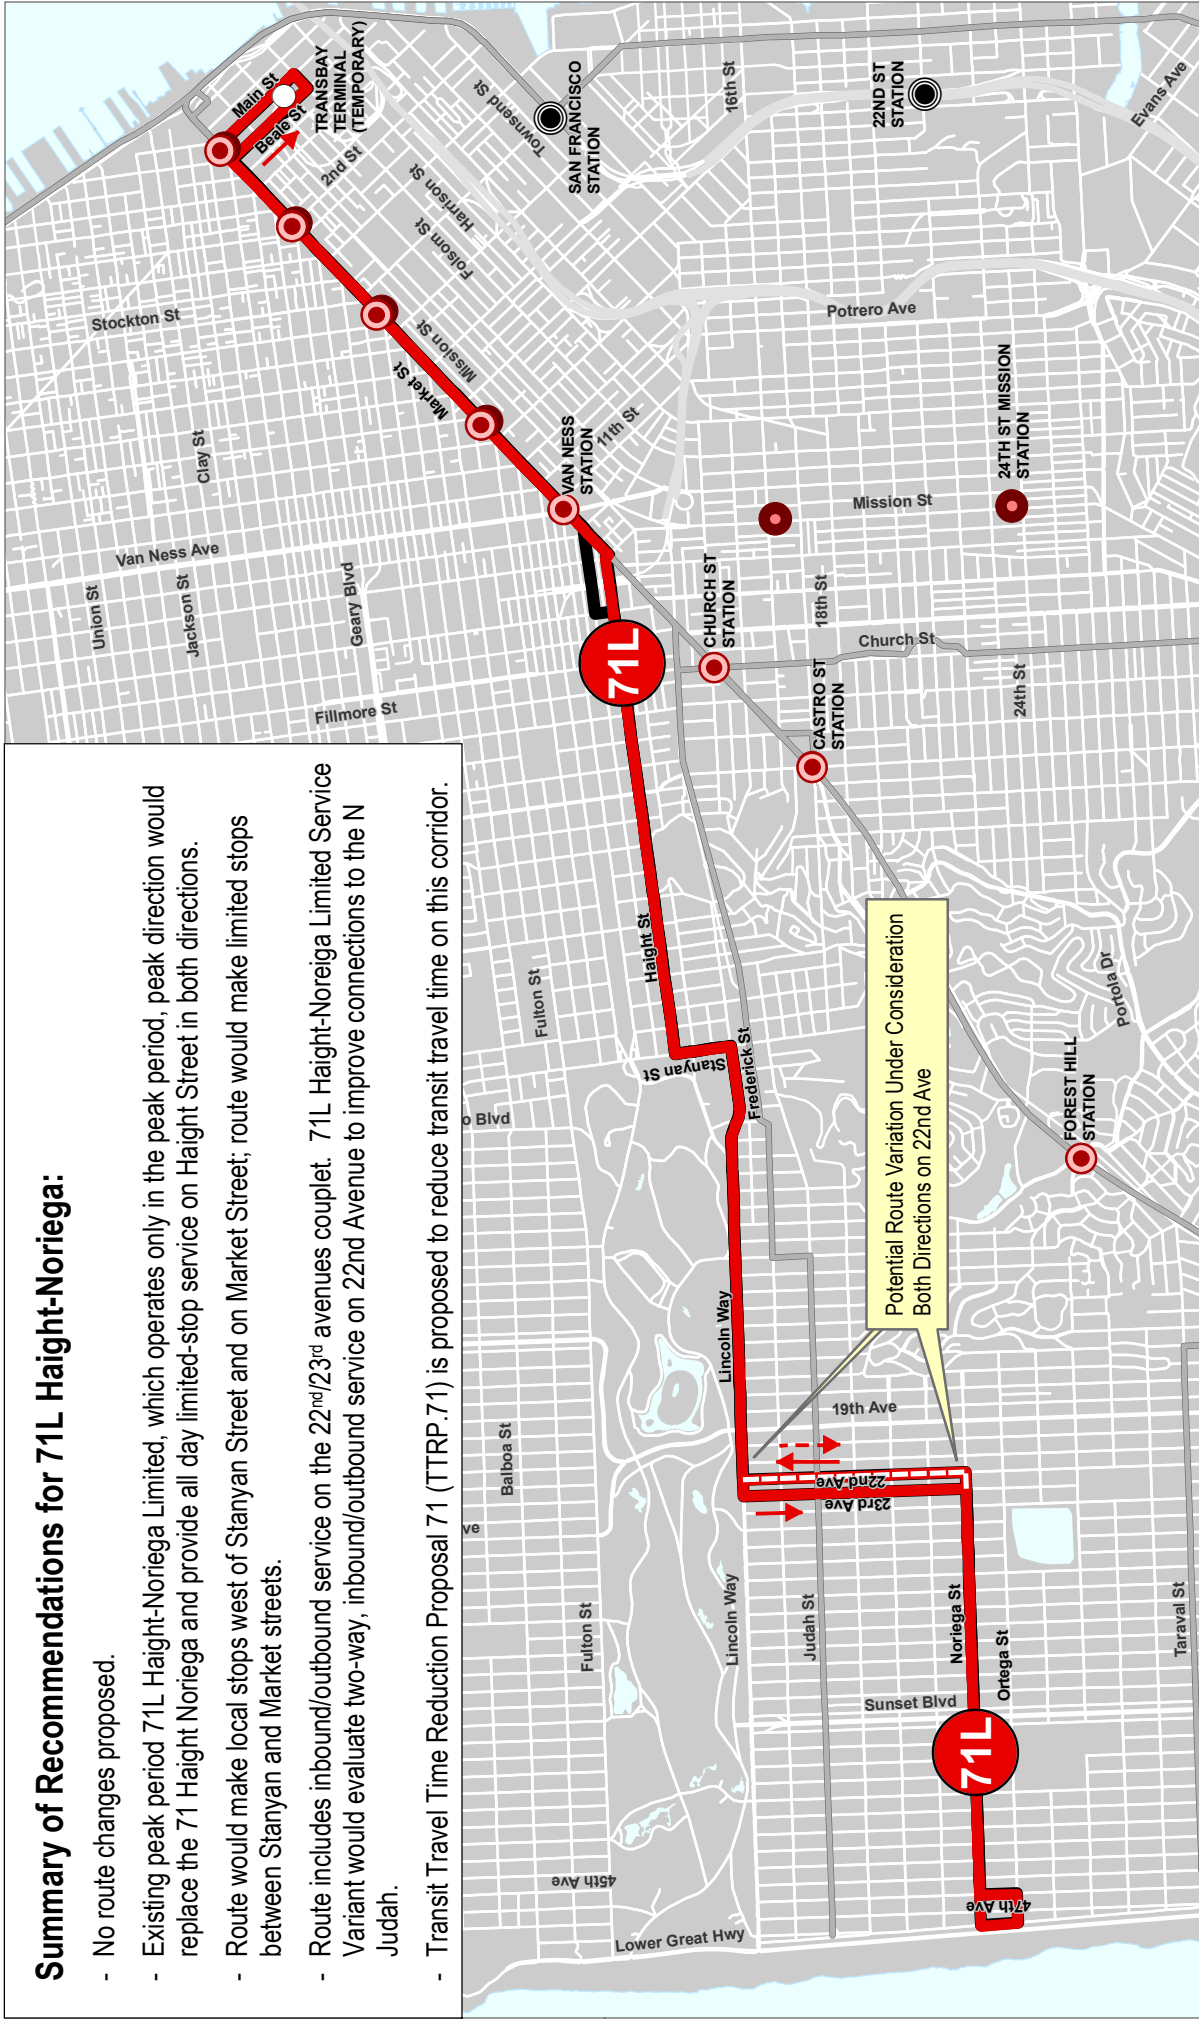 Summary of Recommendations for 71L Haight-Noriega:
- No route changes proposed.
- Existing peak period 71L Haight-Noriega Limited, which operates only in the peak period, peak direction would
replace the 71 Haight Noriega and provide all day limited-stop service on Haight Street in both directions.
- Route would make local stops west of Stanyan Street and on Market Street; route would make limited stops
between Stanyan and Market streets.
- Route includes inbound/outbound service on the 22nd/23rd avenues couplet.  71L Haight-Noreiga Limited Service
Variant would evaluate two-way, inbound/outbound service on 22nd Avenue to improve connections to the N
Judah.
- Transit Travel Time Reduction Proposal 71 (TTRP.71) is proposed to reduce transit travel time on this corridor.
Main St
Beale St
TRANSBAY
TERMINAL
(TEMPORARY)
2nd St
Townsend St
SAN FRANCISCO
STATION
16th St
22ND ST
STATION
Evans Ave
Harrison St
Folsom St
Stockton St
Mission St
Market St
Potrero Ave
Clay St
11th St
VAN NESS
STATION
24TH ST MISSION
STATION
Mission St
Van Ness Ave
Union St
Jackson St
Geary Blvd
CHURCH ST
STATION
18th St
Church St
71L
Fillmore St
CASTRO ST
STATION
24th St
Haight St
Fulton St
Stanyan St
Frederick St
o Blvd
Portola Dr
FOREST HILL
STATION
Potential Route Variation Under Consideration
Both Directions on 22nd Ave
Lincoln Way
19th Ave
Balboa St
22nd Ave
23rd Ave
ve
Fulton St
Lincoln Way
Judah St
Noriega St
Ortega St
Taraval St
Sunset Blvd
71L
45th Ave
47th Ave
Lower Great Hwy